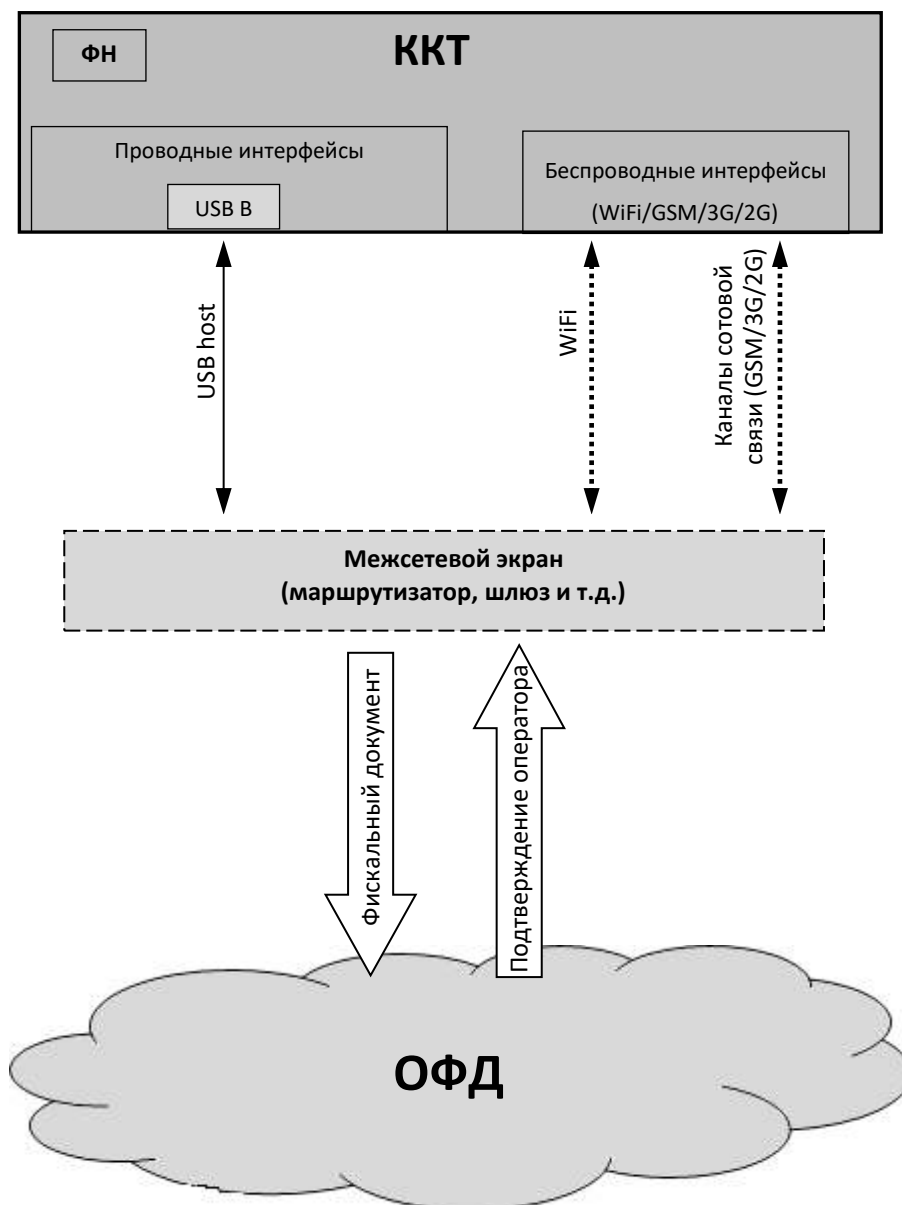 ФН
ККТ
Проводные интерфейсы
USB B
Беспроводные интерфейсы
(WiFi/GSM/3G/2G)
USB host
WiFi
Каналы сотовой
связи (GSM/3G/2G)
Межсетевой экран
(маршрутизатор, шлюз и т.д.)
Фискальный документ
Подтверждение оператора
ОФД